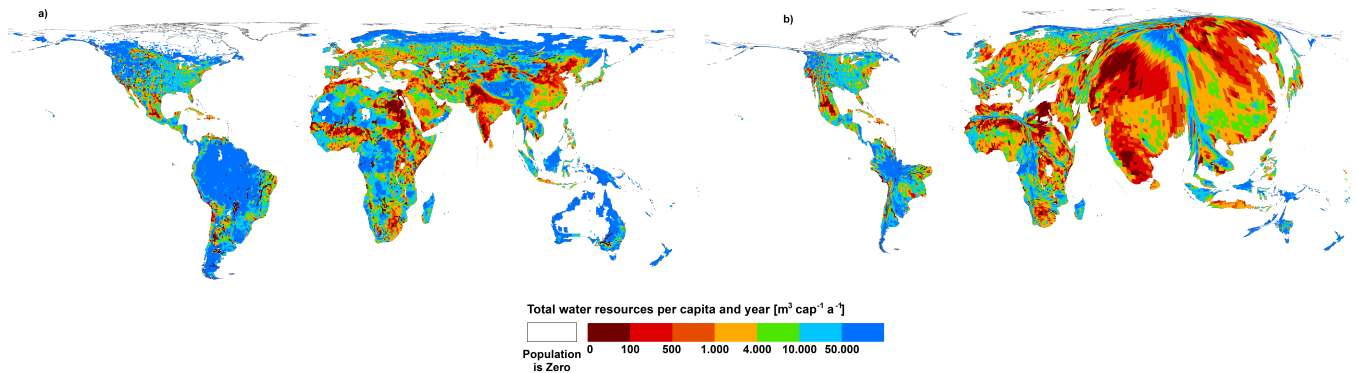 a)
b)
Total water resources per capita and year [m³ cap⁻¹ a⁻¹]
0 100 500 1.000 4.000 10.000 50.000
Population
is Zero